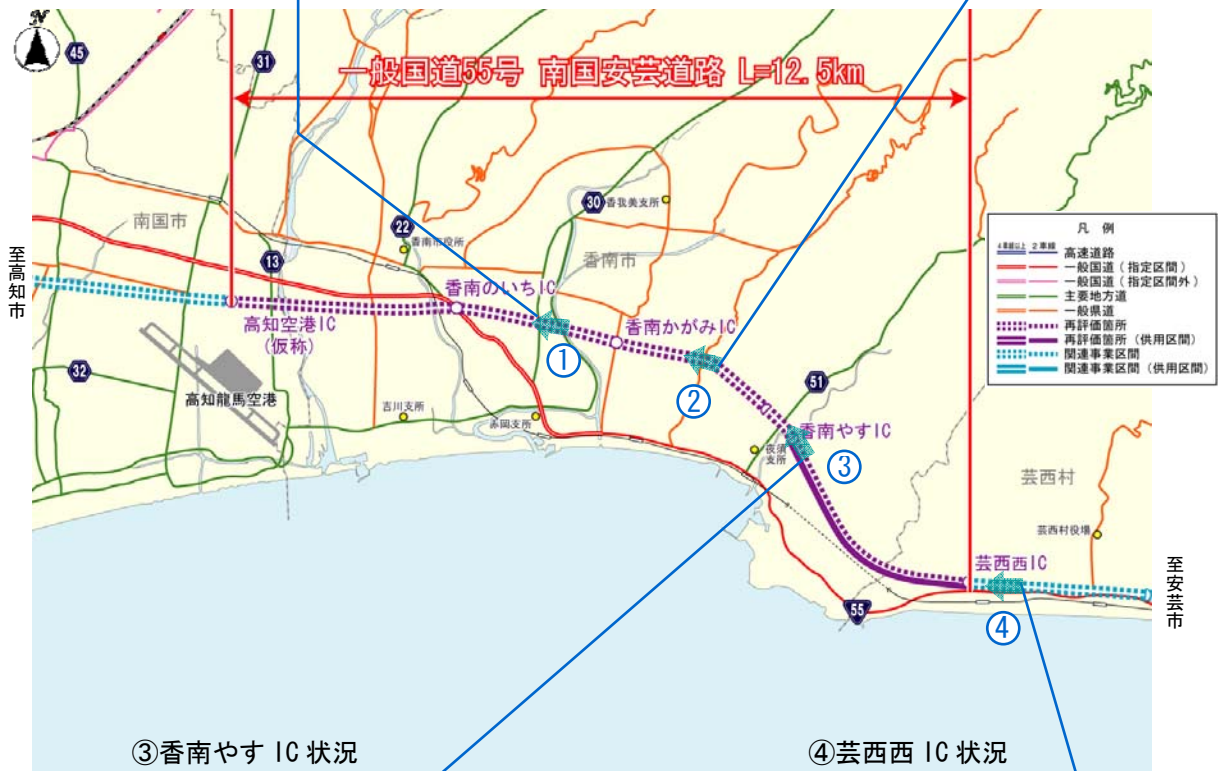 N
45
31
一般国道55号 南国安芸道路 L=12.5km
30
香我美支所
22
香南市役所
南国市
13
香南市
至高知市
香南のいちIC
高知空港IC
(仮称)
香南かがみIC
①
②
32
高知龍馬空港
吉川支所
赤岡支所
51
香南やすIC
夜須
支所
③
芸西村
芸西村役場
芸西西IC
至安芸市
55
④
凡 例
4車線以上 2車線
高速道路
一般国道(指定区間)
一般国道(指定区間外)
主要地方道
一般県道
再評価箇所
再評価箇所(供用区間)
関連事業区間
関連事業区間(供用区間)
③香南やす IC 状況
④芸西西 IC 状況